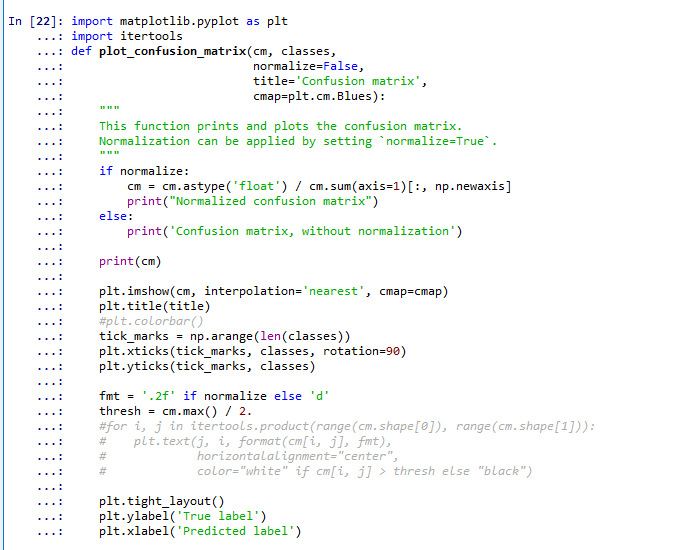 In [22]: import matplotlib.pyplot as plt
    ...: import itertools
    ...: def plot_confusion_matrix(cm, classes,
    ...:                           normalize=False,
    ...:                           title='Confusion matrix',
    ...:                           cmap=plt.cm.Blues):
    ...:     """
    ...:     This function prints and plots the confusion matrix.
    ...:     Normalization can be applied by setting `normalize=True`.
    ...:     """
    ...:     if normalize:
    ...:         cm = cm.astype('float') / cm.sum(axis=1)[:, np.newaxis]
    ...:         print("Normalized confusion matrix")
    ...:     else:
    ...:         print('Confusion matrix, without normalization')
    ...:
    ...:     print(cm)
    ...:
    ...:     plt.imshow(cm, interpolation='nearest', cmap=cmap)
    ...:     plt.title(title)
    ...:     #plt.colorbar()
    ...:     tick_marks = np.arange(len(classes))
    ...:     plt.xticks(tick_marks, classes, rotation=90)
    ...:     plt.yticks(tick_marks, classes)
    ...:
    ...:     fmt = '.2f' if normalize else 'd'
    ...:     thresh = cm.max() / 2.
    ...:     #for i, j in itertools.product(range(cm.shape[0]), range(cm.shape[1])):
    ...:     #    plt.text(j, i, format(cm[i, j], fmt),
    ...:     #             horizontalalignment="center",
    ...:     #             color="white" if cm[i, j] > thresh else "black")
    ...:
    ...:     plt.tight_layout()
    ...:     plt.ylabel('True label')
    ...:     plt.xlabel('Predicted label')